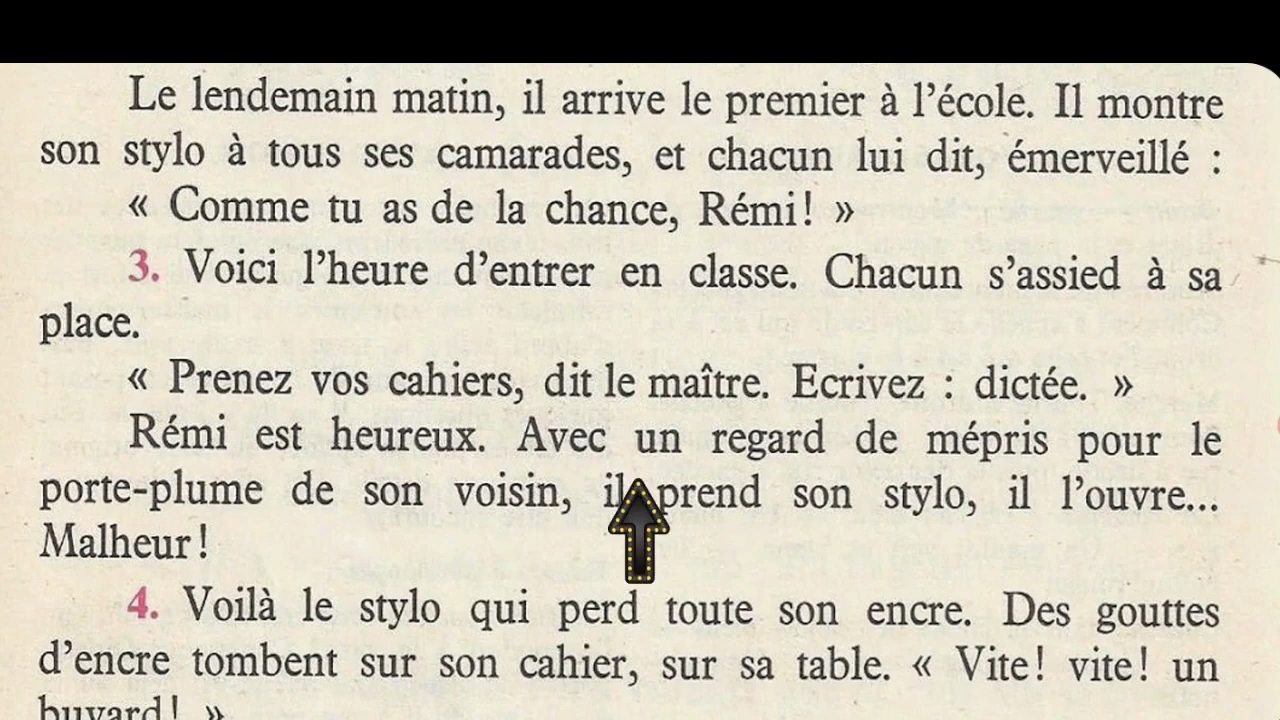 Le lendemain matin, il arrive le premier à l'école. Il montre
son stylo à tous ses camarades, et chacun lui dit, émerveillé :
« Comme tu as de la chance, Rémi! »
3. Voici l'heure d'entrer en classe. Chacun s'assied à sa
place.
« Prenez vos cahiers, dit le maître. Ecrivez : dictée. »
Rémi est heureux. Avec un regard de mépris pour le
porte-plume de son voisin, il prend son stylo, il l'ouvre...
Malheur!
4. Voilà le stylo qui perd toute son encre. Des gouttes
d'encre tombent sur son cahier, sur sa table. « Vite! vite! un
buvard! »